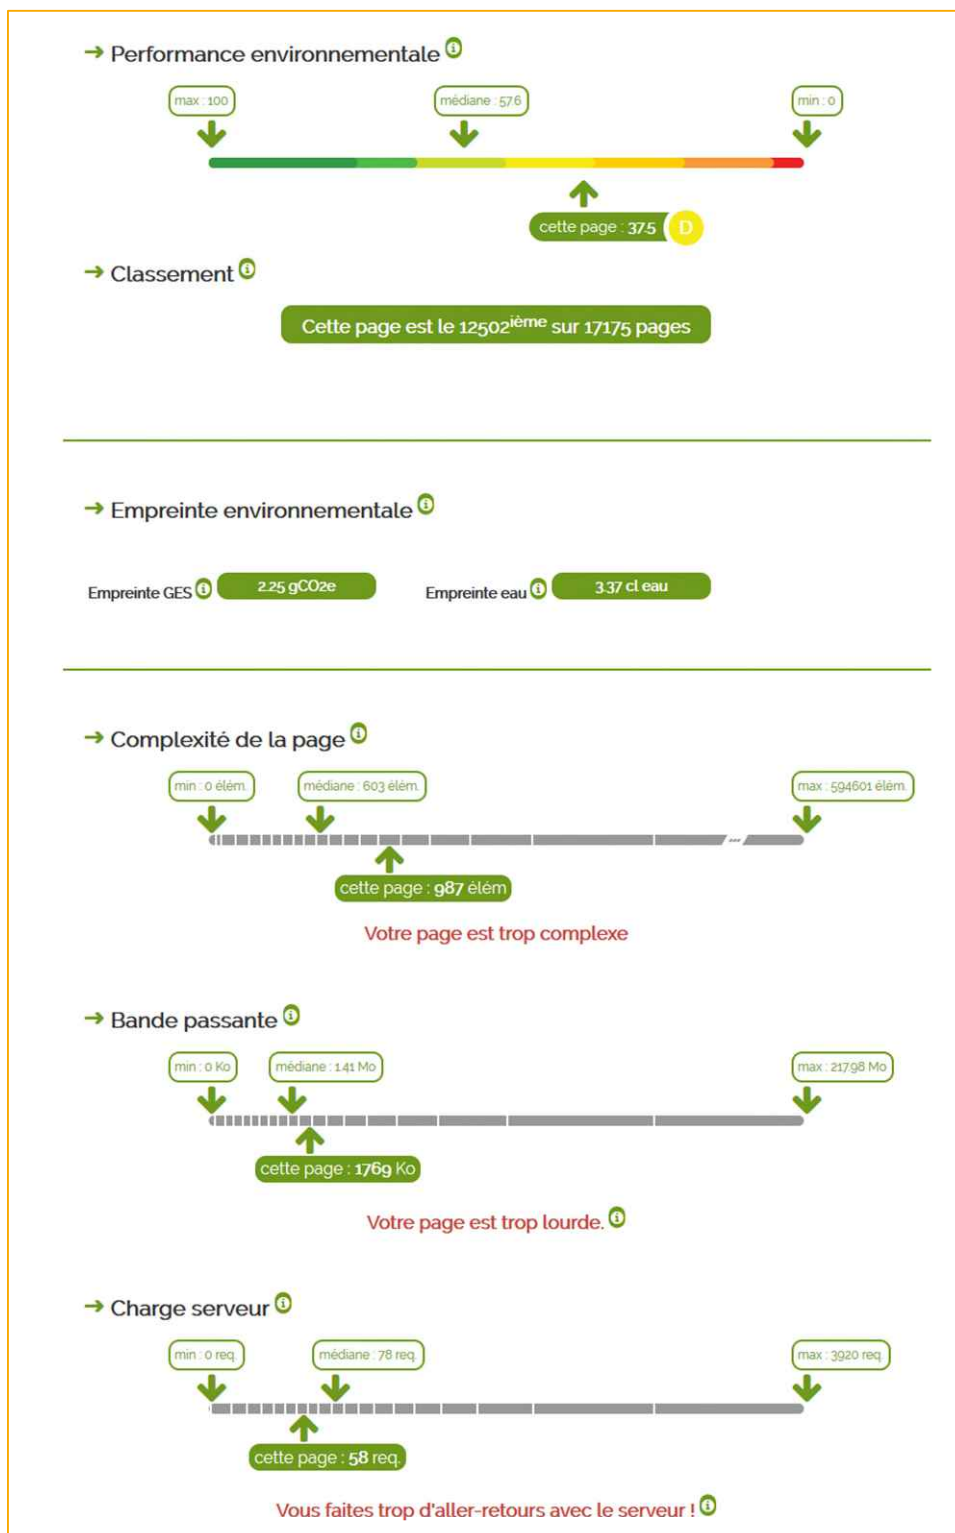 → Performance environnementale
max : 100 médiane : 57.6 min : 0
cette page : 37.5 D
→ Classement
Cette page est le 12502ième sur 17175 pages
→ Empreinte environnementale
Empreinte GES 2.25 gCO2e Empreinte eau 3.37 cl eau
→ Complexité de la page
min : 0 élém. médiane : 603 élém. max : 594601 élém.
cette page : 987 élém
Votre page est trop complexe
→ Bande passante
min : 0 Ko médiane : 1.41 Mo max : 217.98 Mo
cette page : 1769 Ko
Votre page est trop lourde.
→ Charge serveur
min : 0 req. médiane : 78 req. max : 3920 req.
cette page : 58 req.
Vous faites trop d'aller-retours avec le serveur !